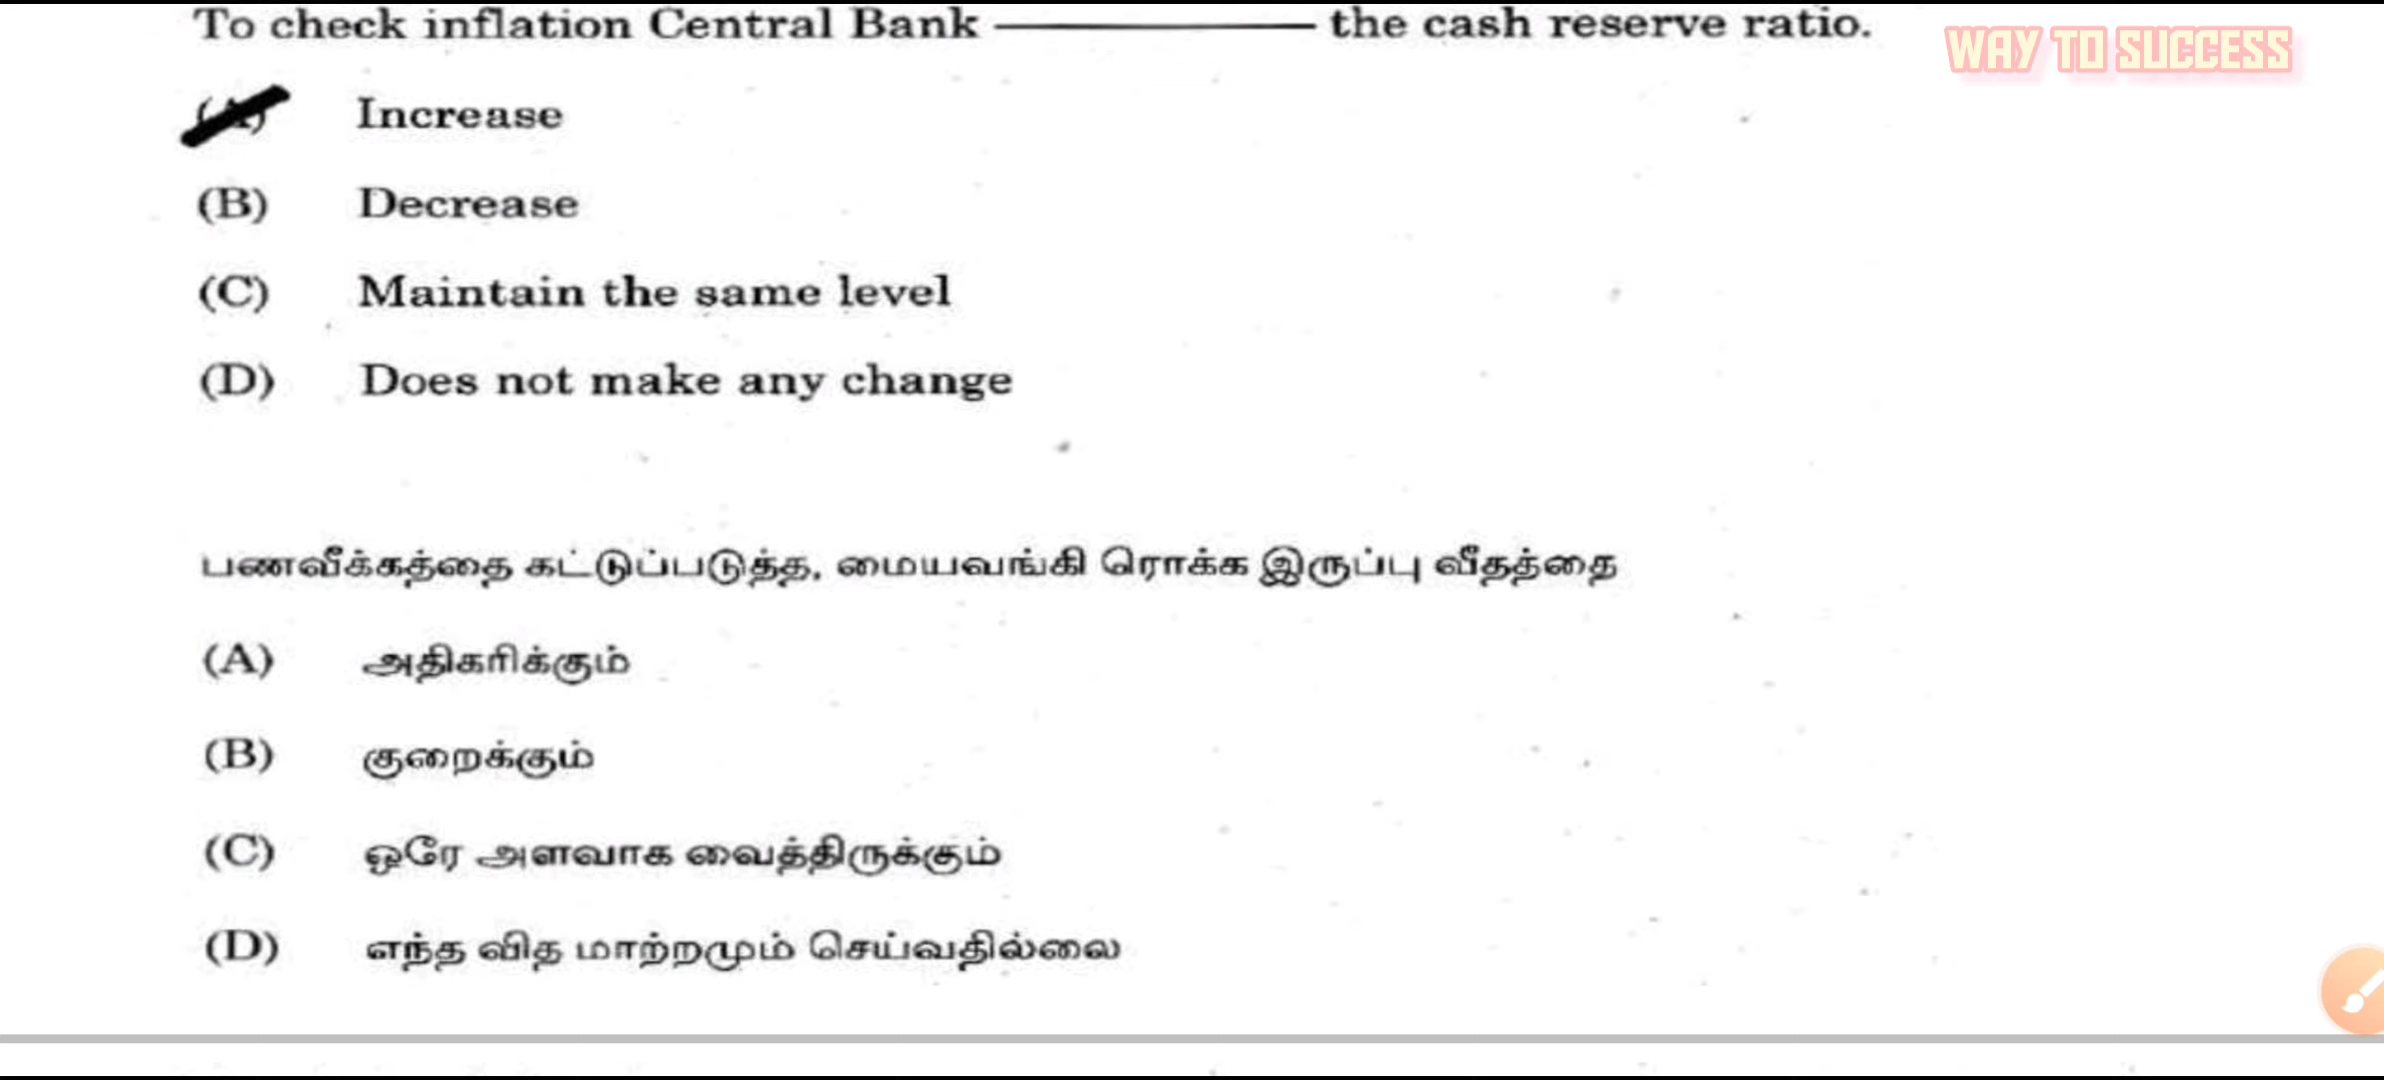 To check inflation Central Bank ———— the cash reserve ratio.
WAY TO SUCCESS
Increase
(B) Decrease
(C) Maintain the same level
(D) Does not make any change
பணவீக்கத்தை கட்டுப்படுத்த, மையவங்கி ரொக்க இருப்பு வீதத்தை
(A) அதிகரிக்கும்
(B) குறைக்கும்
(C) ஒரே அளவாக வைத்திருக்கும்
(D) எந்த வித மாற்றமும் செய்வதில்லை